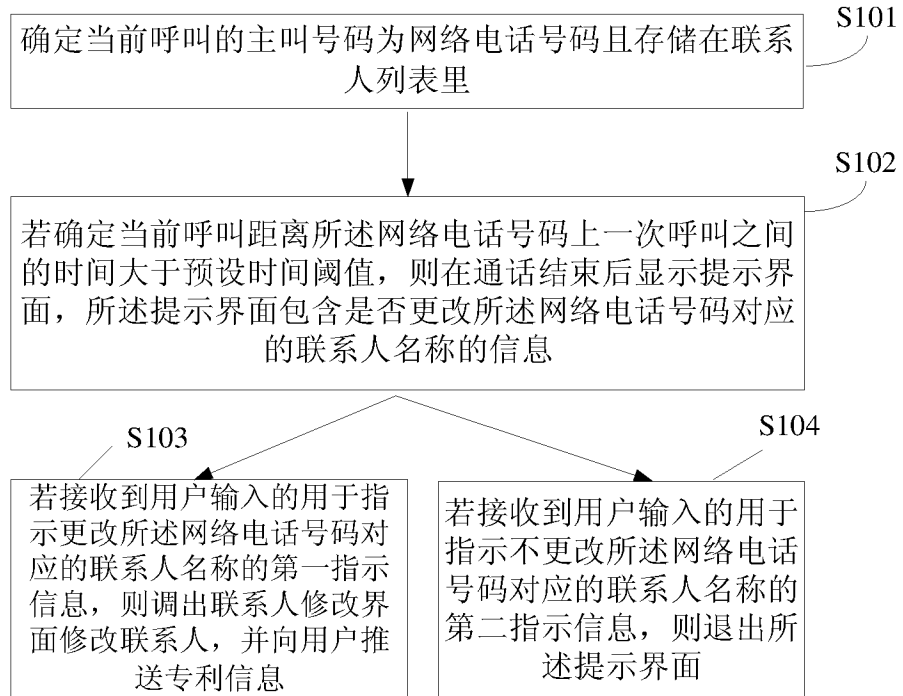 S101
确定当前呼叫的主叫号码为网络电话号码且存储在联系
人列表里
S102
若确定当前呼叫距离所述网络电话号码上一次呼叫之间
的时间大于预设时间阈值，则在通话结束后显示提示界
面，所述提示界面包含是否更改所述网络电话号码对应
的联系人名称的信息
S103
若接收到用户输入的用于指
示更改所述网络电话号码对
应的联系人名称的第一指示
信息，则调出联系人修改界
面修改联系人，并向用户推
送专利信息
S104
若接收到用户输入的用于
指示不更改所述网络电话
号码对应的联系人名称的
第二指示信息，则退出所
述提示界面